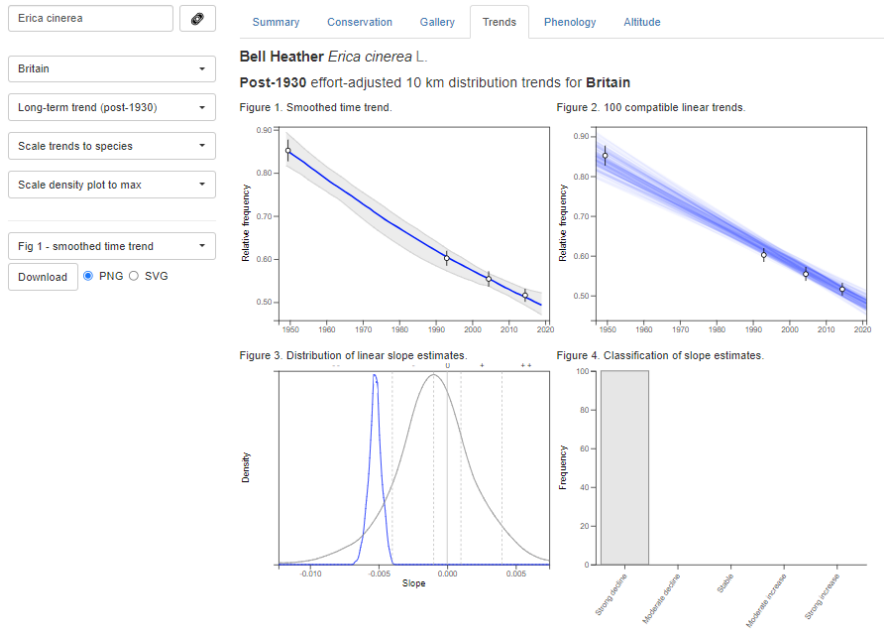 Erica cinerea
Summary Conservation Gallery Trends Phenology Altitude
Bell Heather Erica cinerea L.
Britain
Post-1930 effort-adjusted 10 km distribution trends for Britain
Long-term trend (post-1930)
Scale trends to species
Scale density plot to max
Fig 1 - smoothed time trend
Download PNG SVG
Figure 1. Smoothed time trend.
0.90
0.80
0.70
0.60
0.50
Relative frequency
1950 1960 1970 1980 1990 2000 2010 2020
Figure 2. 100 compatible linear trends.
0.90
0.80
0.70
0.60
0.50
Relative frequency
1950 1960 1970 1980 1990 2000 2010 2020
Figure 3. Distribution of linear slope estimates.
- - - 0 + + +
Density
-0.010 -0.005 0.000 0.005
Slope
Figure 4. Classification of slope estimates.
100
80
60
40
20
0
Frequency
Strong decline
Moderate decline
Stable
Moderate increase
Strong increase